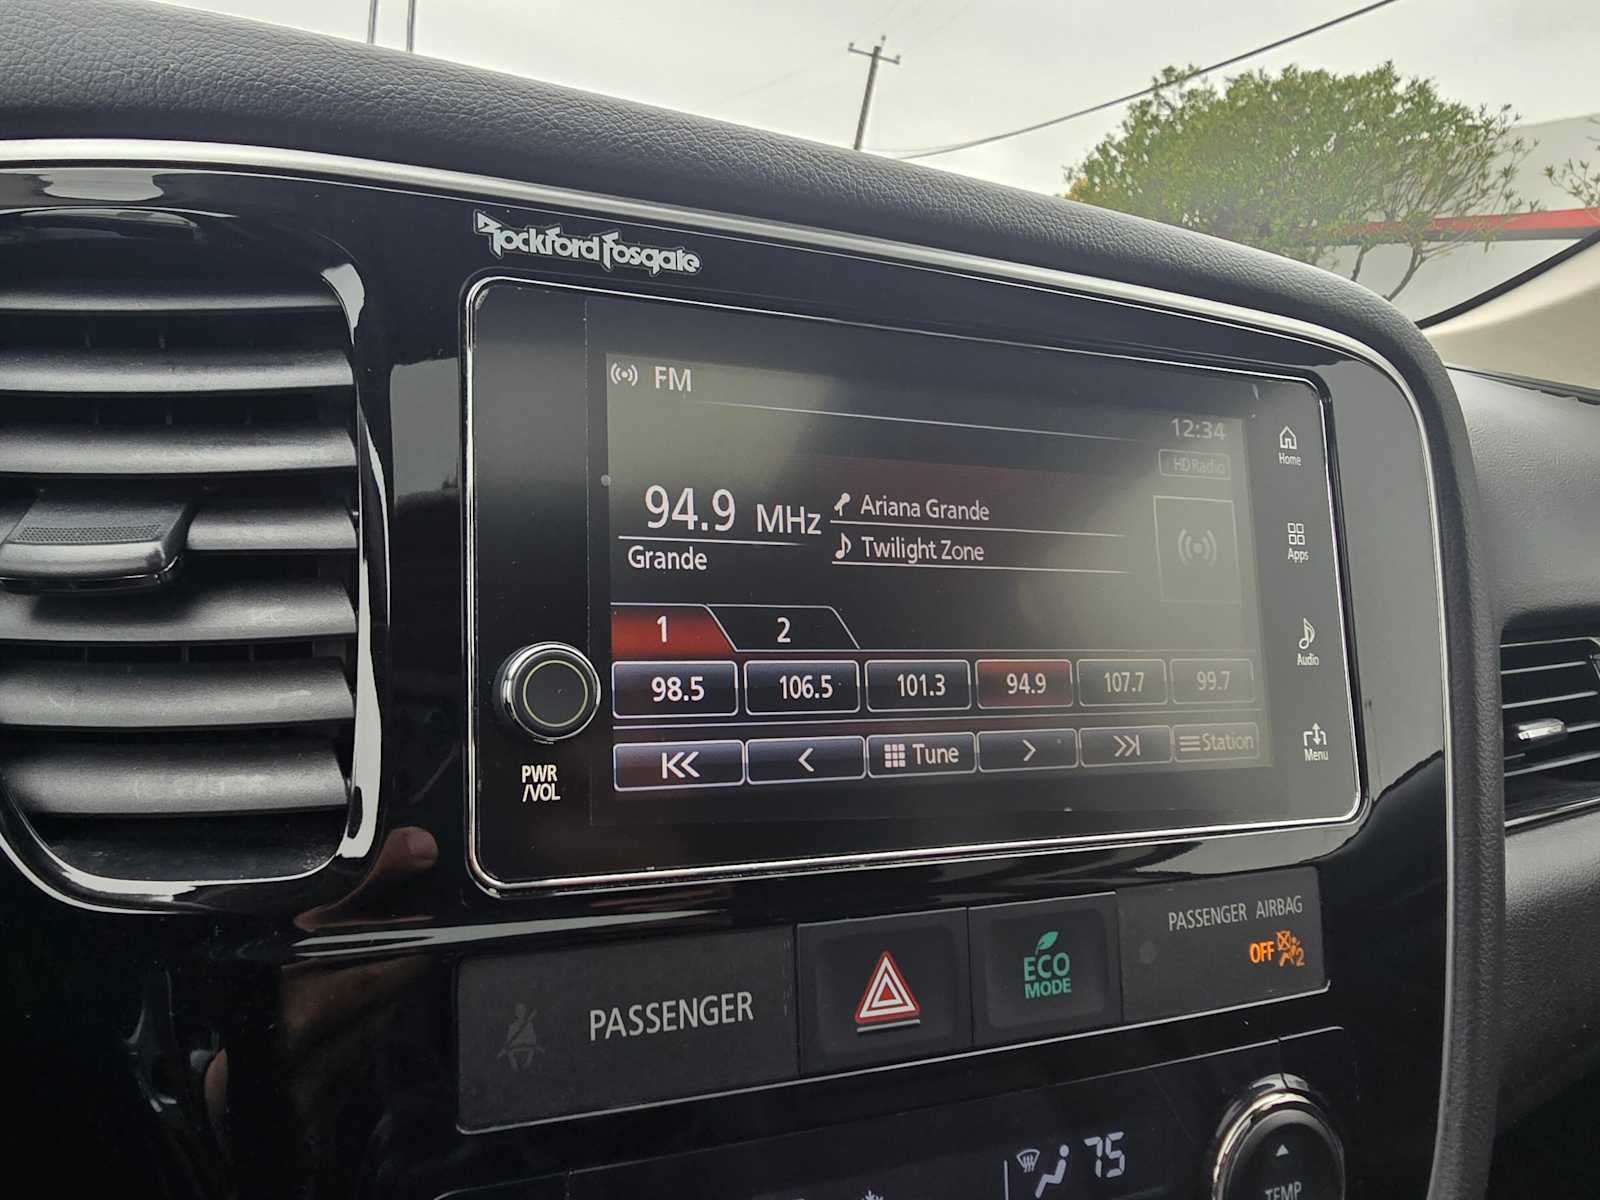 Rockford Fosgate
FM
12:34
HD Radio
94.9 MHz
Ariana Grande
Grande
Twilight Zone
1 2
98.5 106.5 101.3 94.9 107.7 99.7
Tune
Station
Home
Apps
Audio
Menu
PWR
/VOL
PASSENGER
ECO
MODE
PASSENGER AIRBAG
OFF 2
75
TEMP